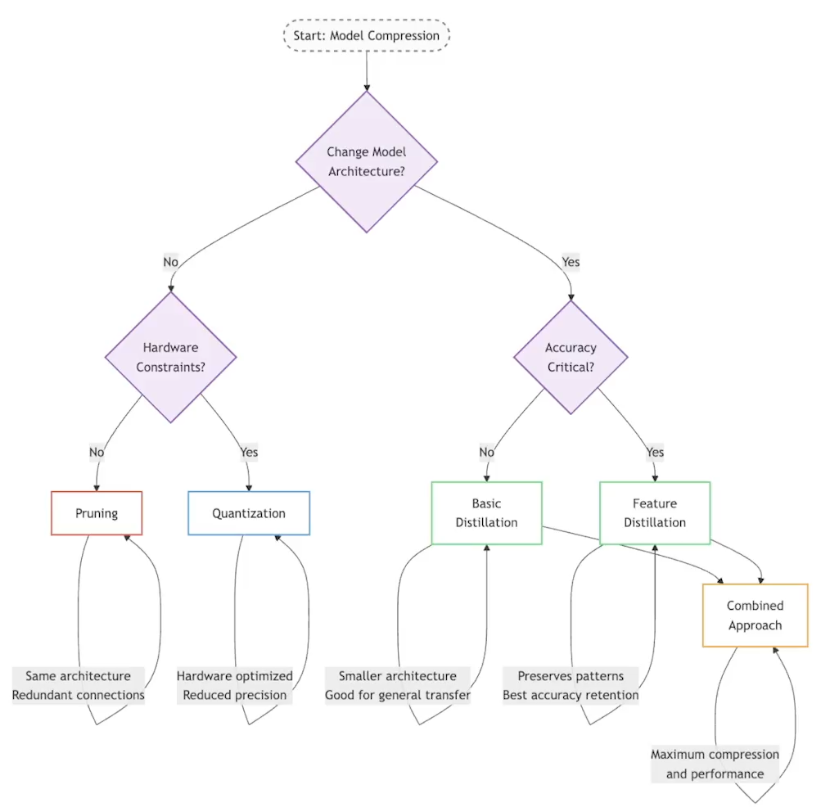 Start: Model Compression
Change Model
Architecture?
No
Yes
Hardware
Constraints?
Accuracy
Critical?
No
Yes
No
Yes
Pruning
Quantization
Basic
Distillation
Feature
Distillation
Combined
Approach
Same architecture
Redundant connections
Hardware optimized
Reduced precision
Smaller architecture
Good for general transfer
Preserves patterns
Best accuracy retention
Maximum compression
and performance